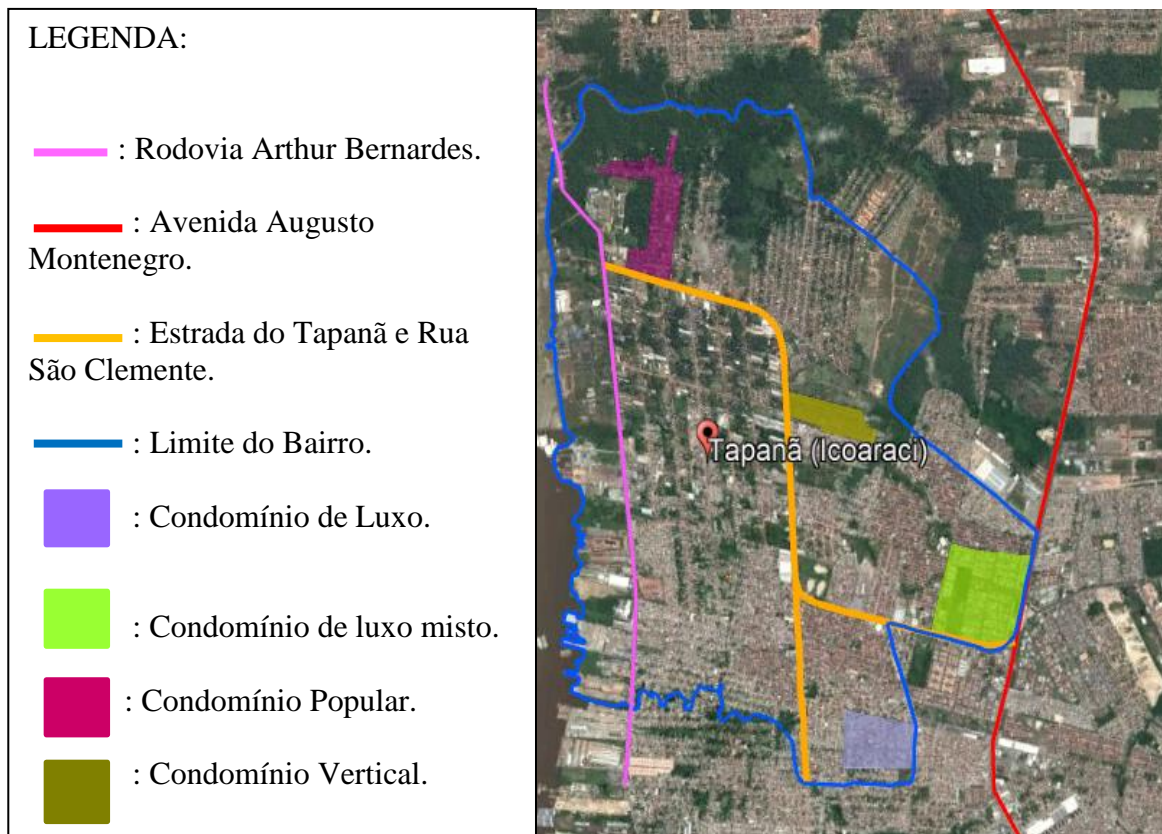 LEGENDA:
: Rodovia Arthur Bernardes.
: Avenida Augusto
Montenegro.
: Estrada do Tapanã e Rua
São Clemente.
: Limite do Bairro.
: Condomínio de Luxo.
: Condomínio de luxo misto.
: Condomínio Popular.
: Condomínio Vertical.
Tapanã (Icoaraci)